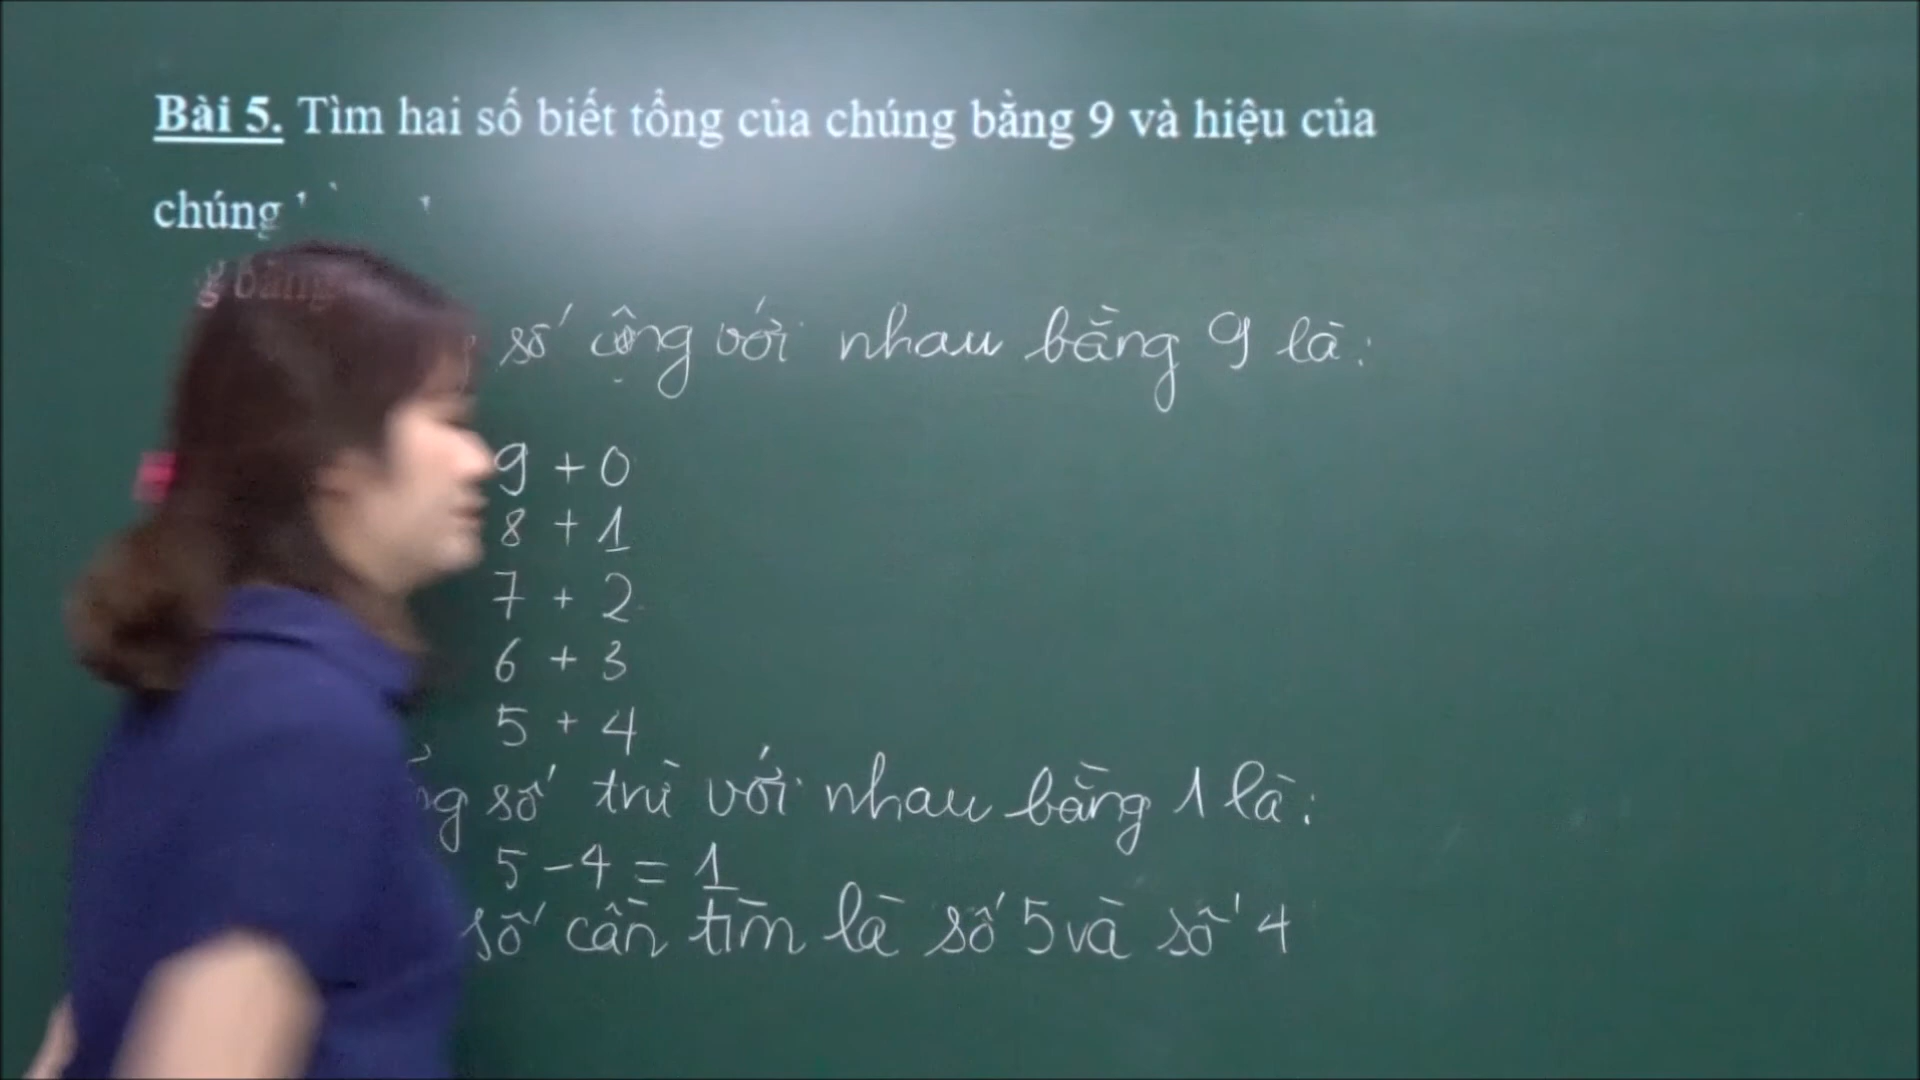 Bài 5. Tìm hai số biết tổng của chúng bằng 9 và hiệu của
chúng
số cộng với nhau bằng 9 là:
9 + 0
8 + 1
7 + 2
6 + 3
5 + 4
số trừ với nhau bằng 1 là:
5 - 4 = 1
số cần tìm là số 5 và số 4